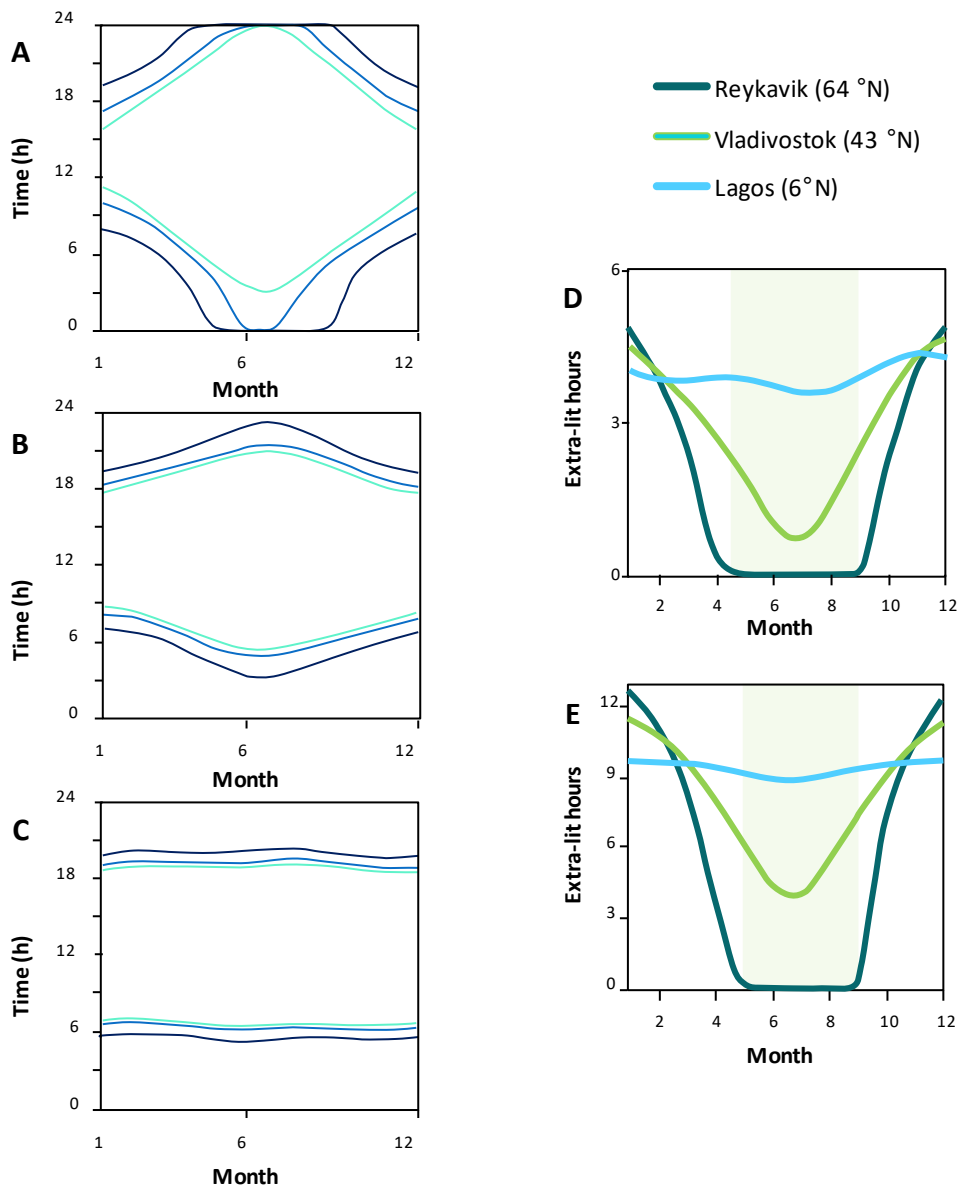 A
24
18
12
6
0
Time (h)
1
6
12
Month
B
24
18
12
6
0
Time (h)
1
6
12
Month
C
24
18
12
6
0
Time (h)
1
6
12
Month
Reykavik (64 °N)
Vladivostok (43 °N)
Lagos (6°N)
D
6
3
0
Extra-lit hours
2
4
6
8
10
12
Month
E
12
9
6
3
0
Extra-lit hours
2
4
6
8
10
12
Month